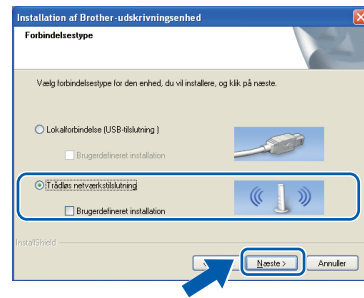 Installation af Brother-udskrivningsenhed
Forbindelsestype
Vælg forbindelsestype for den enhed, du vil installere, og klik på næste.
Lokalforbindelse (USB-tilslutning )
Brugerdefineret installation
Trådløs netværkstilslutning
Brugerdefineret installation
InstallShield
<
Næste >
Annuller